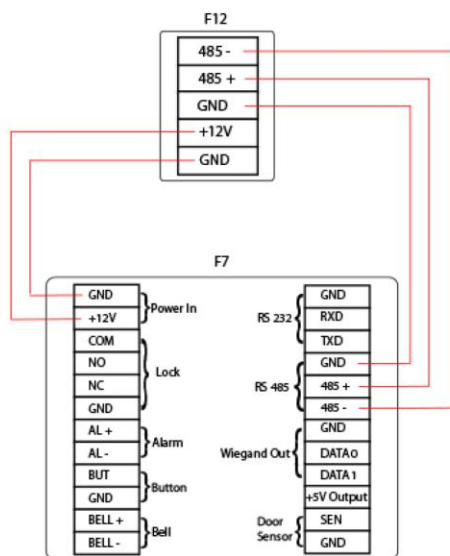 F12
485 -
485 +
GND
+12V
GND
F7
GND
+12V
Power In
COM
NO
NC
GND
Lock
AL +
AL -
Alarm
BUT
GND
Button
BELL +
BELL -
Bell
RS 232
GND
RXD
TXD
RS 485
GND
485 +
485 -
Wiegand Out
GND
DATA0
DATA1
+5V Output
Door
Sensor
SEN
GND